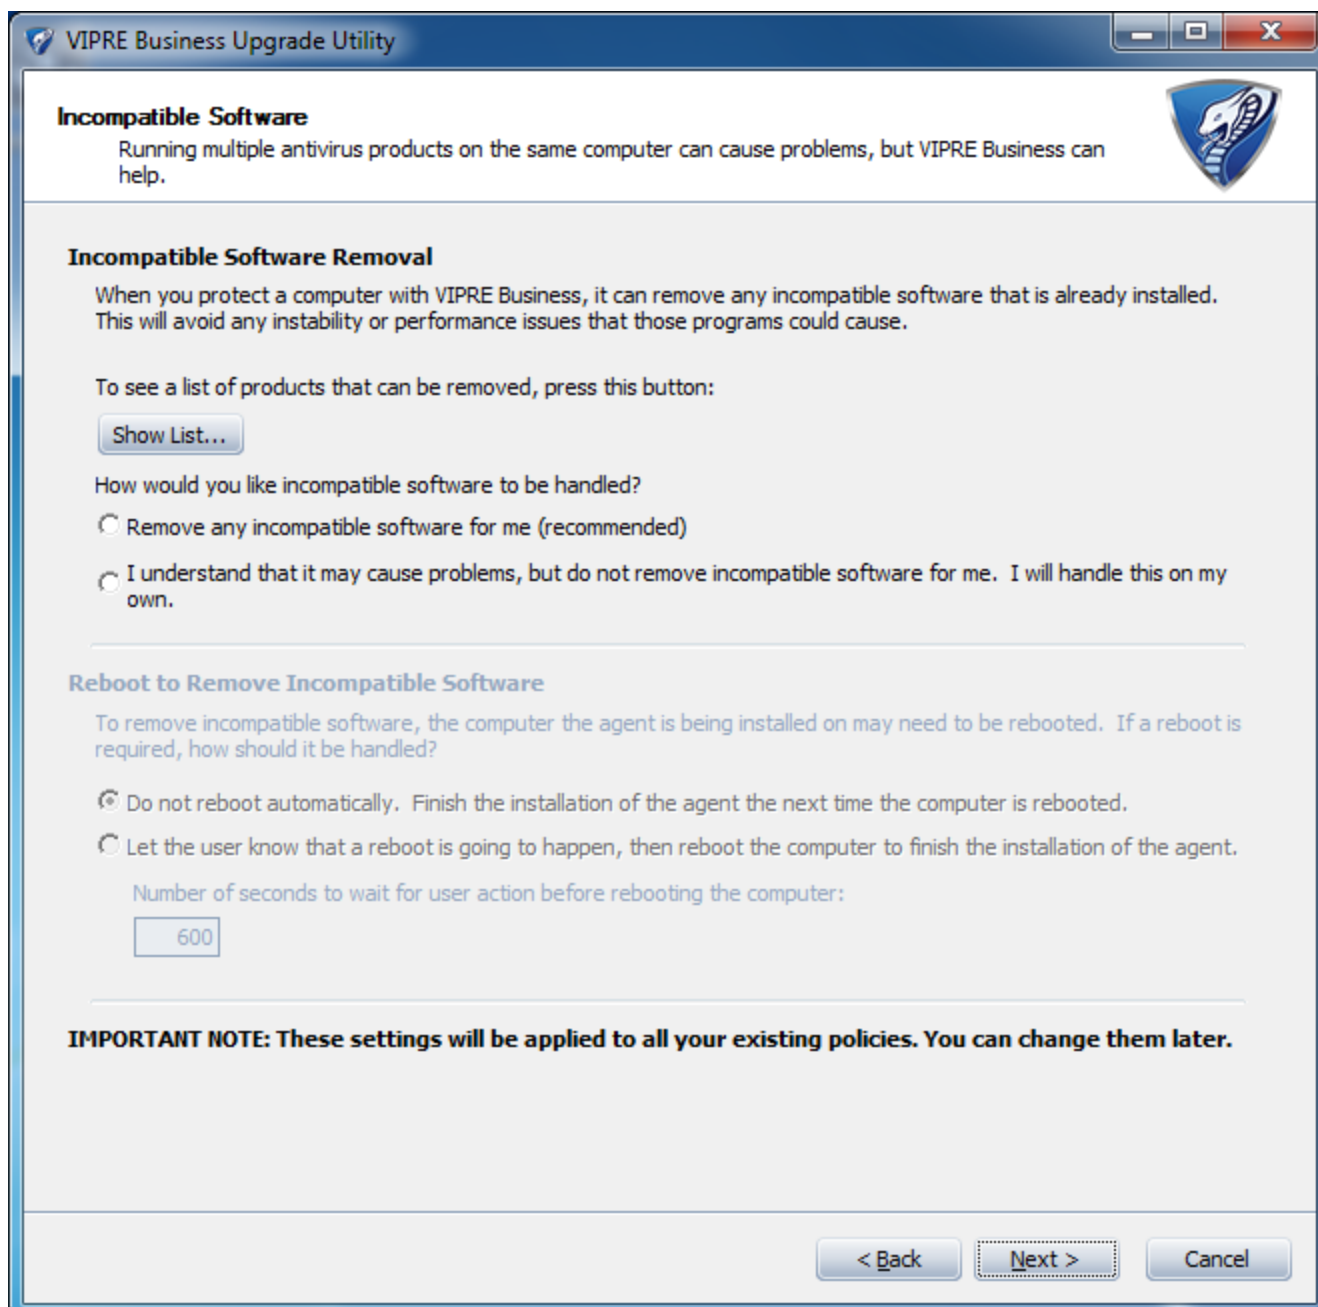 VIPRE Business Upgrade Utility
Incompatible Software
Running multiple antivirus products on the same computer can cause problems, but VIPRE Business can
help.
Incompatible Software Removal
When you protect a computer with VIPRE Business, it can remove any incompatible software that is already installed.
This will avoid any instability or performance issues that those programs could cause.
To see a list of products that can be removed, press this button:
Show List...
How would you like incompatible software to be handled?
Remove any incompatible software for me (recommended)
I understand that it may cause problems, but do not remove incompatible software for me.  I will handle this on my
own.
Reboot to Remove Incompatible Software
To remove incompatible software, the computer the agent is being installed on may need to be rebooted.  If a reboot is
required, how should it be handled?
Do not reboot automatically.  Finish the installation of the agent the next time the computer is rebooted.
Let the user know that a reboot is going to happen, then reboot the computer to finish the installation of the agent.
Number of seconds to wait for user action before rebooting the computer:
600
IMPORTANT NOTE: These settings will be applied to all your existing policies. You can change them later.
< Back
Next >
Cancel